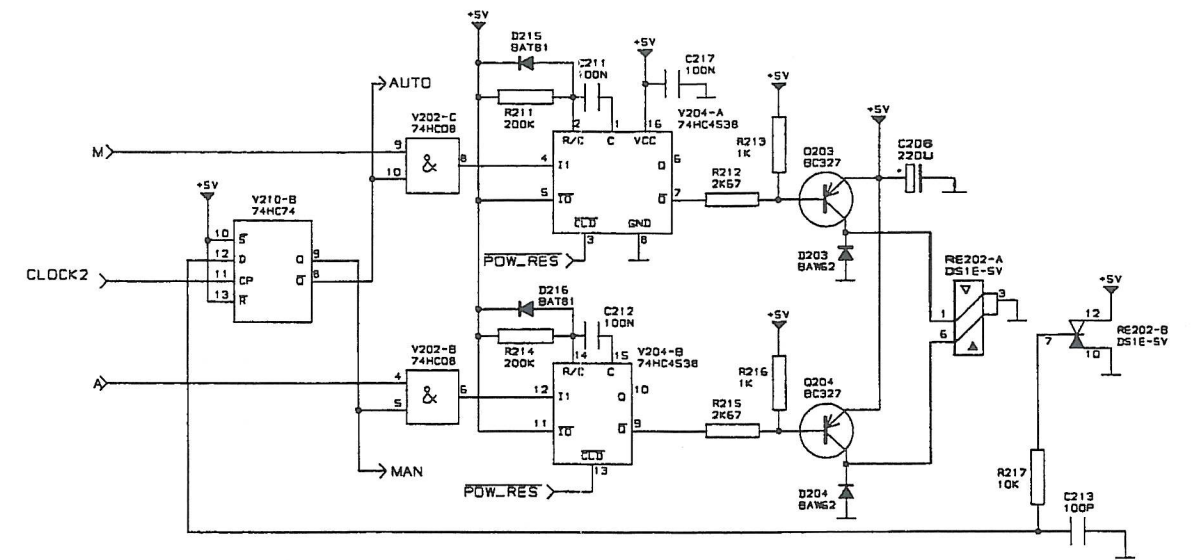 +5V
D215
BAT81
C211
100N
+5V
C217
100N
R211
200K
AUTO
V202-C
74HC08
M
9
10
&
8
2
R/C
1
C
16
VCC
V204-A
74HC4538
4
I1
5
I0
Q
6
Q
7
CLD
3
GND
8
POW_RES
R212
2K67
+5V
R213
1K
Q203
BC327
+5V
C208
220U
D203
BAW62
+5V
V210-B
74HC74
10
S
12
D
11
CP
13
R
Q
9
Q
8
CLOCK2
RE202-A
DS1E-5V
1
6
3
+5V
12
7
10
RE202-B
DS1E-5V
D216
BAT81
C212
100N
R214
200K
V202-B
74HC08
A
4
5
&
6
14
R/C
15
C
V204-B
74HC4538
12
I1
11
I0
Q
10
Q
9
CLD
13
POW_RES
MAN
R215
2K67
+5V
R216
1K
Q204
BC327
D204
BAW62
R217
10K
C213
100P